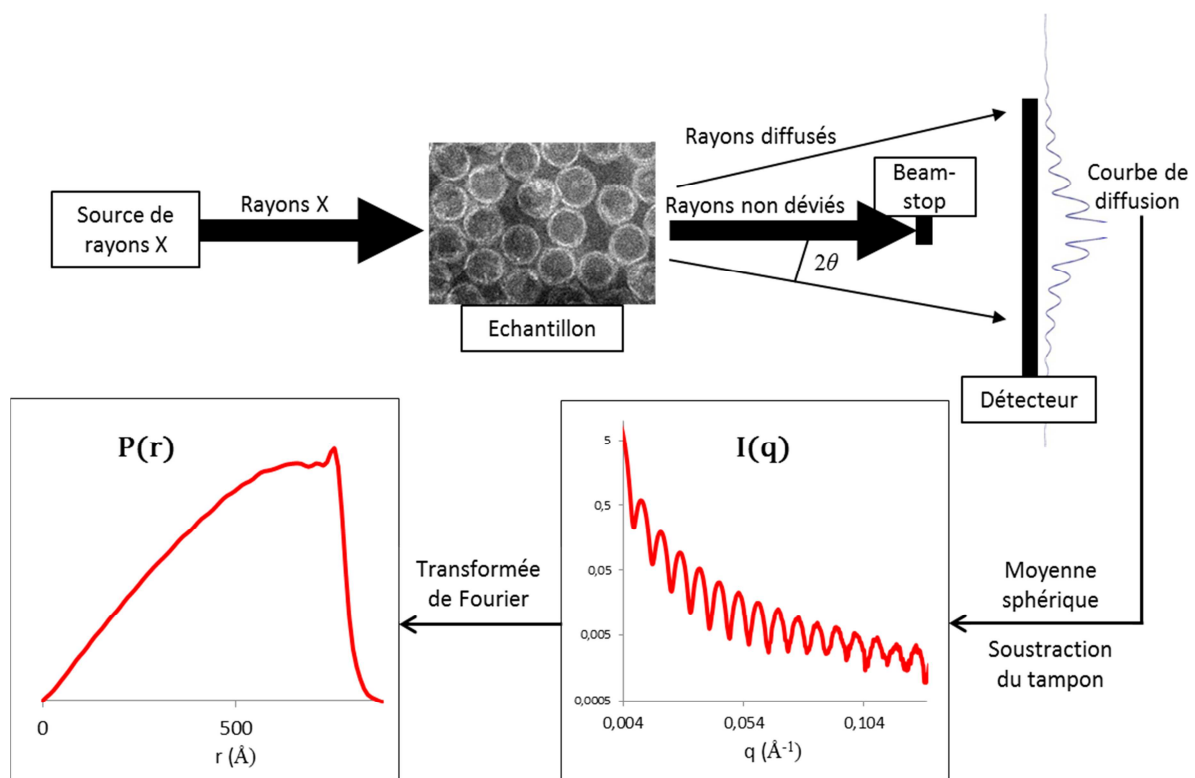 Source de
rayons X
Rayons X
Echantillon
Rayons diffusés
Rayons non déviés
2θ
Beam-
stop
Détecteur
Courbe de
diffusion
Moyenne
sphérique
Soustraction
du tampon
I(q)
5
0,5
0,05
0,005
0,0005
0,004
0,054
0,104
q (Å⁻¹)
Transformée
de Fourier
P(r)
0
500
r (Å)